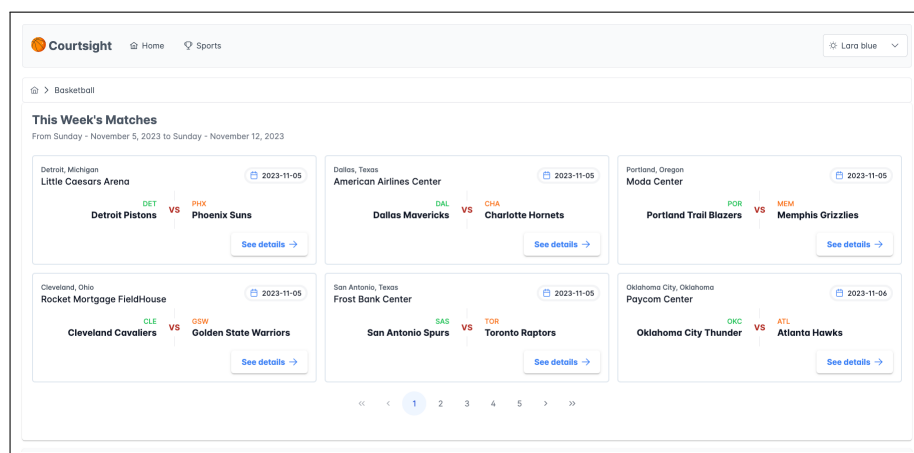 Courtsight Home Sports Lara blue
Basketball
This Week's Matches
From Sunday - November 5, 2023 to Sunday - November 12, 2023
Detroit, Michigan
Little Caesars Arena
2023-11-05
DET
Detroit Pistons
VS
PHX
Phoenix Suns
See details
Dallas, Texas
American Airlines Center
2023-11-05
DAL
Dallas Mavericks
VS
CHA
Charlotte Hornets
See details
Portland, Oregon
Moda Center
2023-11-05
POR
Portland Trail Blazers
VS
MEM
Memphis Grizzlies
See details
Cleveland, Ohio
Rocket Mortgage FieldHouse
2023-11-05
CLE
Cleveland Cavaliers
VS
GSW
Golden State Warriors
See details
San Antonio, Texas
Frost Bank Center
2023-11-05
SAS
San Antonio Spurs
VS
TOR
Toronto Raptors
See details
Oklahoma City, Oklahoma
Paycom Center
2023-11-06
OKC
Oklahoma City Thunder
VS
ATL
Atlanta Hawks
See details
1 2 3 4 5